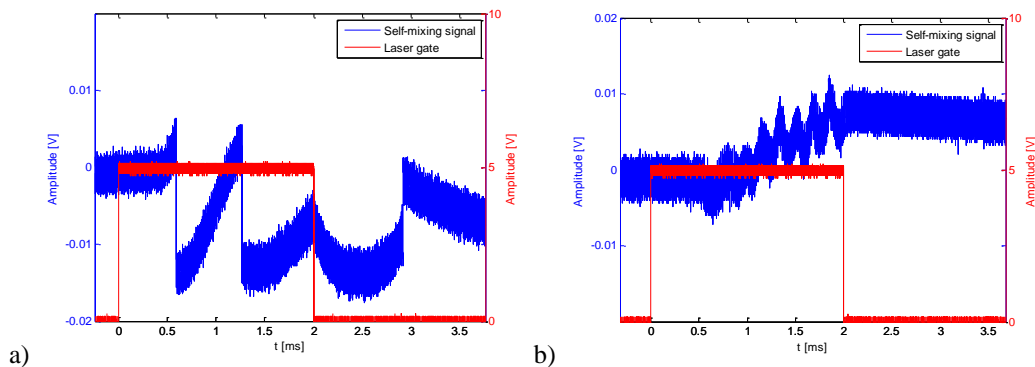 0.02
10
Self-mixing signal
Laser gate
0.01
Amplitude [V]
0
5
Amplitude [V]
-0.01
-0.02
0
0
0.5
1
1.5
2
2.5
3
3.5
t [ms]
a)
0.02
10
Self-mixing signal
Laser gate
0.01
Amplitude [V]
0
5
Amplitude [V]
-0.01
0
0
0.5
1
1.5
2
2.5
3
3.5
t [ms]
b)